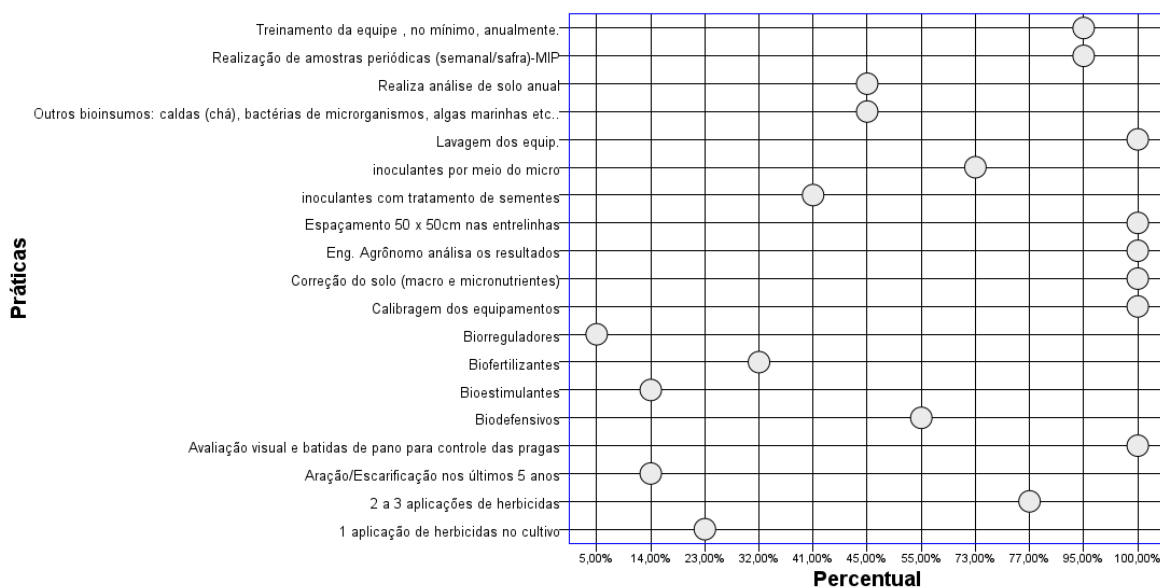 Treinamento da equipe , no mínimo, anualmente.
Realização de amostras periódicas (semanal/safra)-MIP
Realiza análise de solo anual
Outros bioinsumos: caldas (chá), bactérias de microrganismos, algas marinhas etc..
Lavagem dos equip.
inoculantes por meio do micro
inoculantes com tratamento de sementes
Espaçamento 50 x 50cm nas entrelinhas
Eng. Agrônomo análisa os resultados
Correção do solo (macro e micronutrientes)
Calibragem dos equipamentos
Biorreguladores
Biofertilizantes
Bioestimulantes
Biodefensivos
Avaliação visual e batidas de pano para controle das pragas
Aração/Escarificação nos últimos 5 anos
2 a 3 aplicações de herbicidas
1 aplicação de herbicidas no cultivo
Práticas
5,00% 14,00% 23,00% 32,00% 41,00% 45,00% 55,00% 73,00% 77,00% 95,00% 100,00%
Percentual